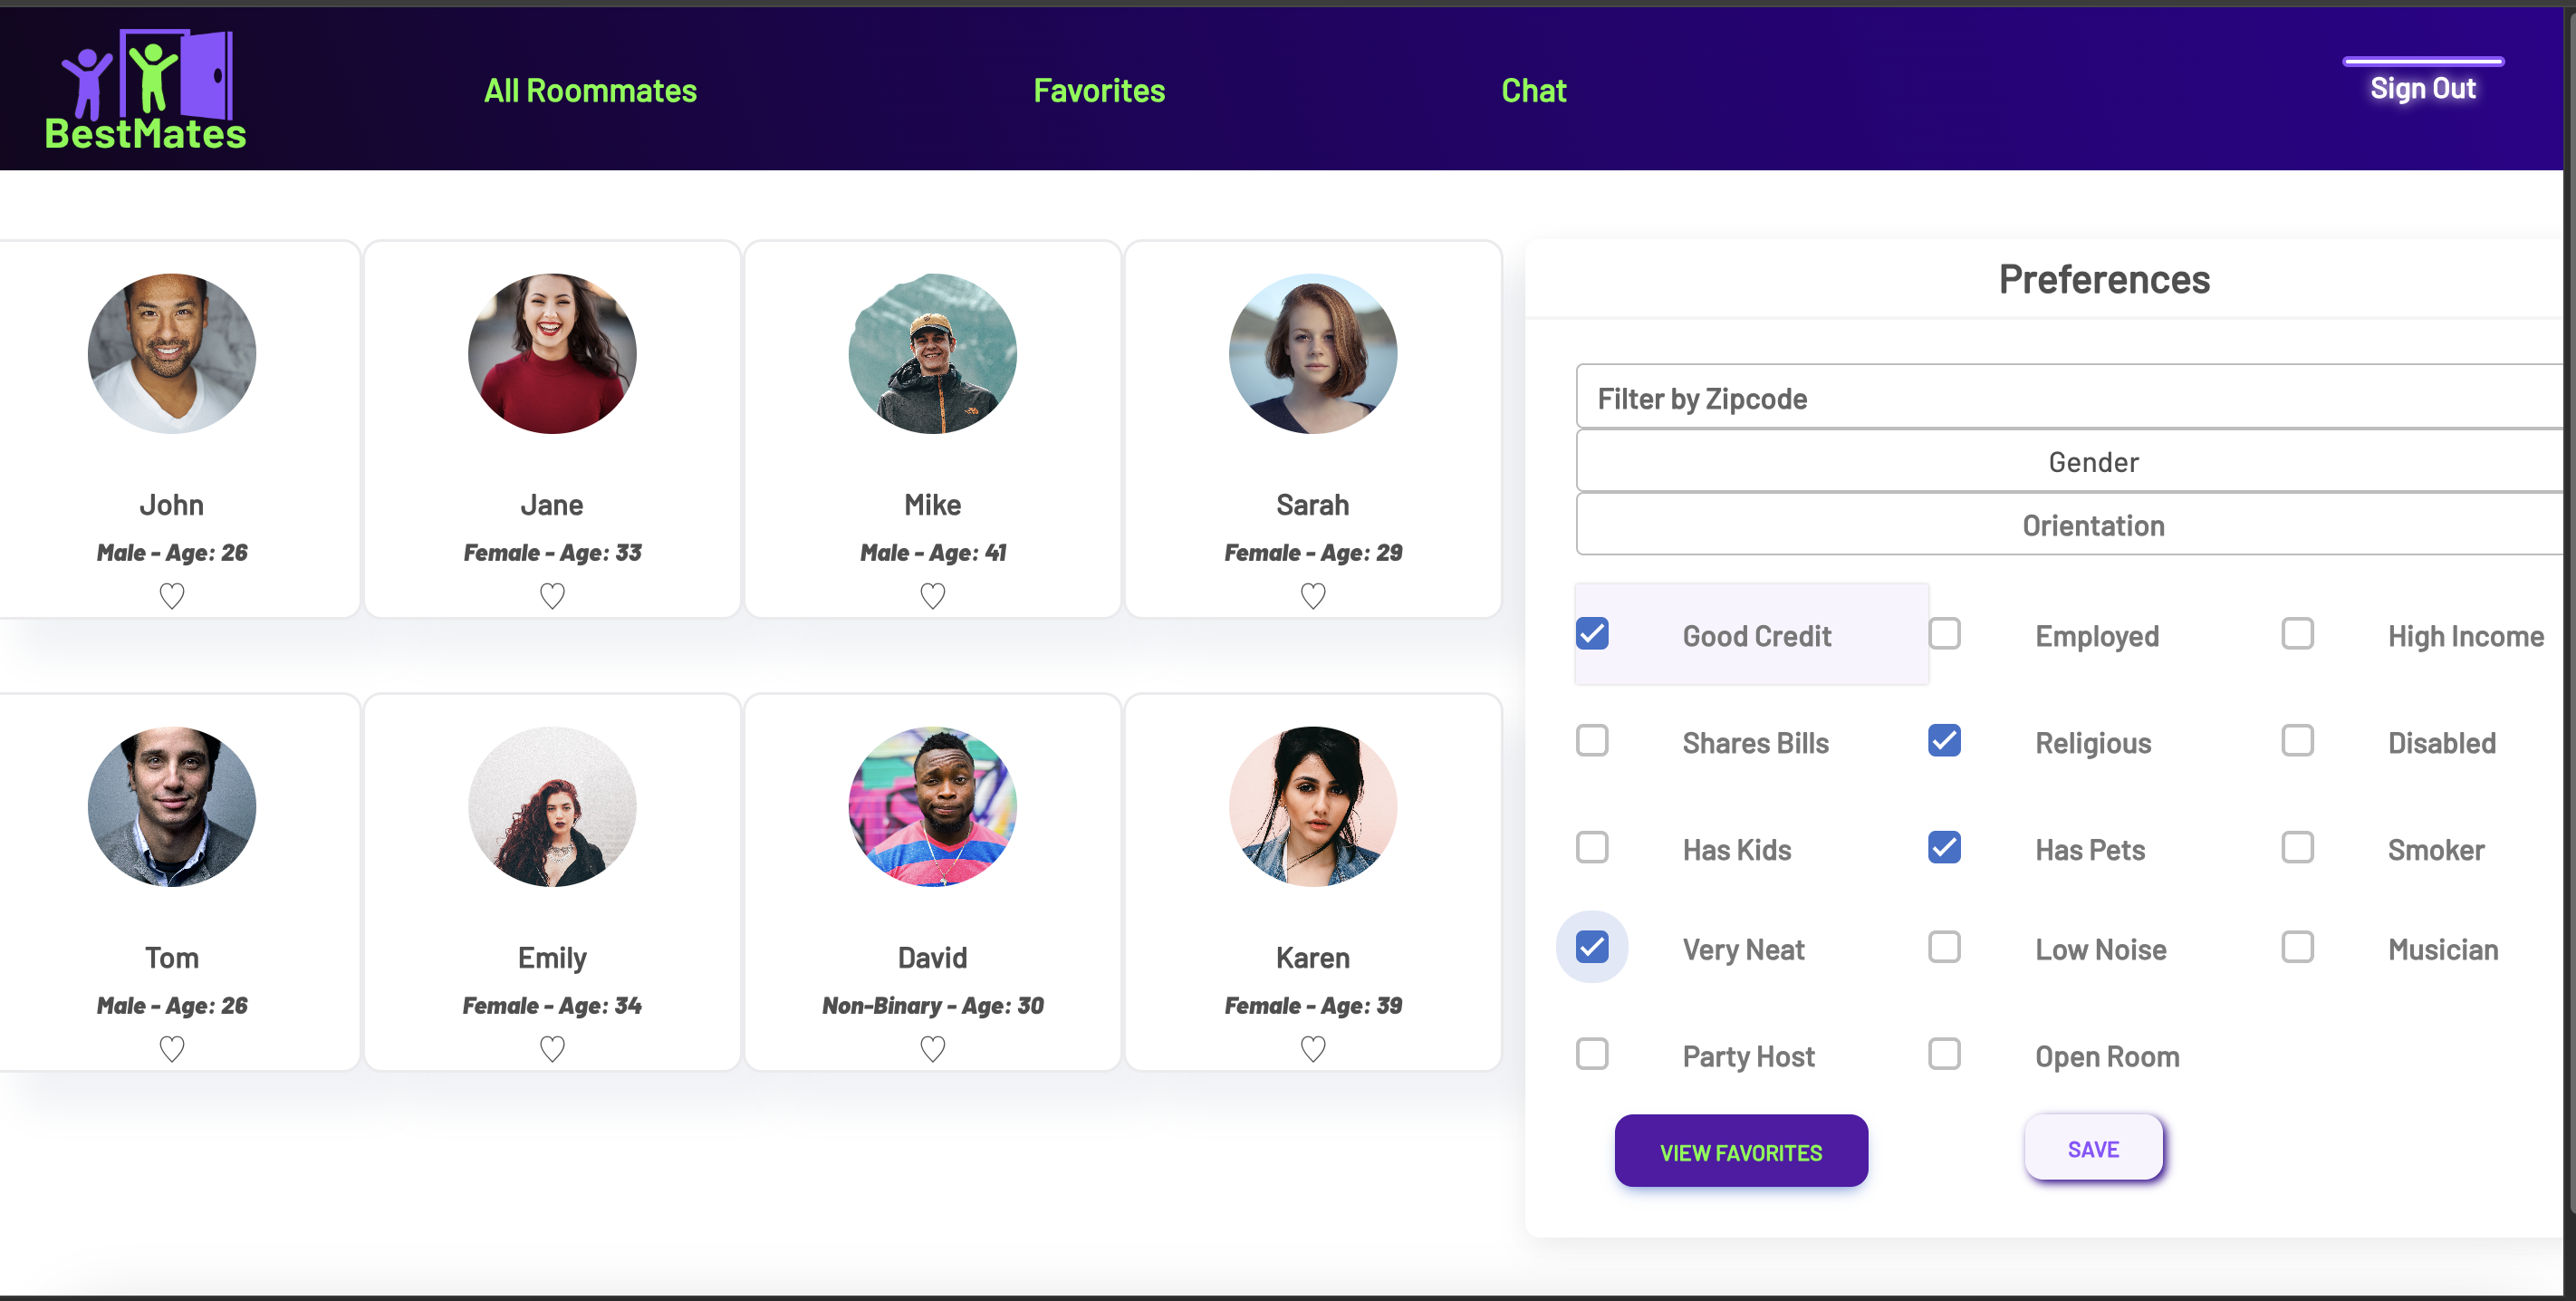 BestMates
All Roommates
Favorites
Chat
Sign Out
John
Male - Age: 26
♡
Jane
Female - Age: 33
♡
Mike
Male - Age: 41
♡
Sarah
Female - Age: 29
♡
Tom
Male - Age: 26
♡
Emily
Female - Age: 34
♡
David
Non-Binary - Age: 30
♡
Karen
Female - Age: 39
♡
Preferences
Filter by Zipcode
Gender
Orientation
Good Credit
Employed
High Income
Shares Bills
Religious
Disabled
Has Kids
Has Pets
Smoker
Very Neat
Low Noise
Musician
Party Host
Open Room
VIEW FAVORITES
SAVE